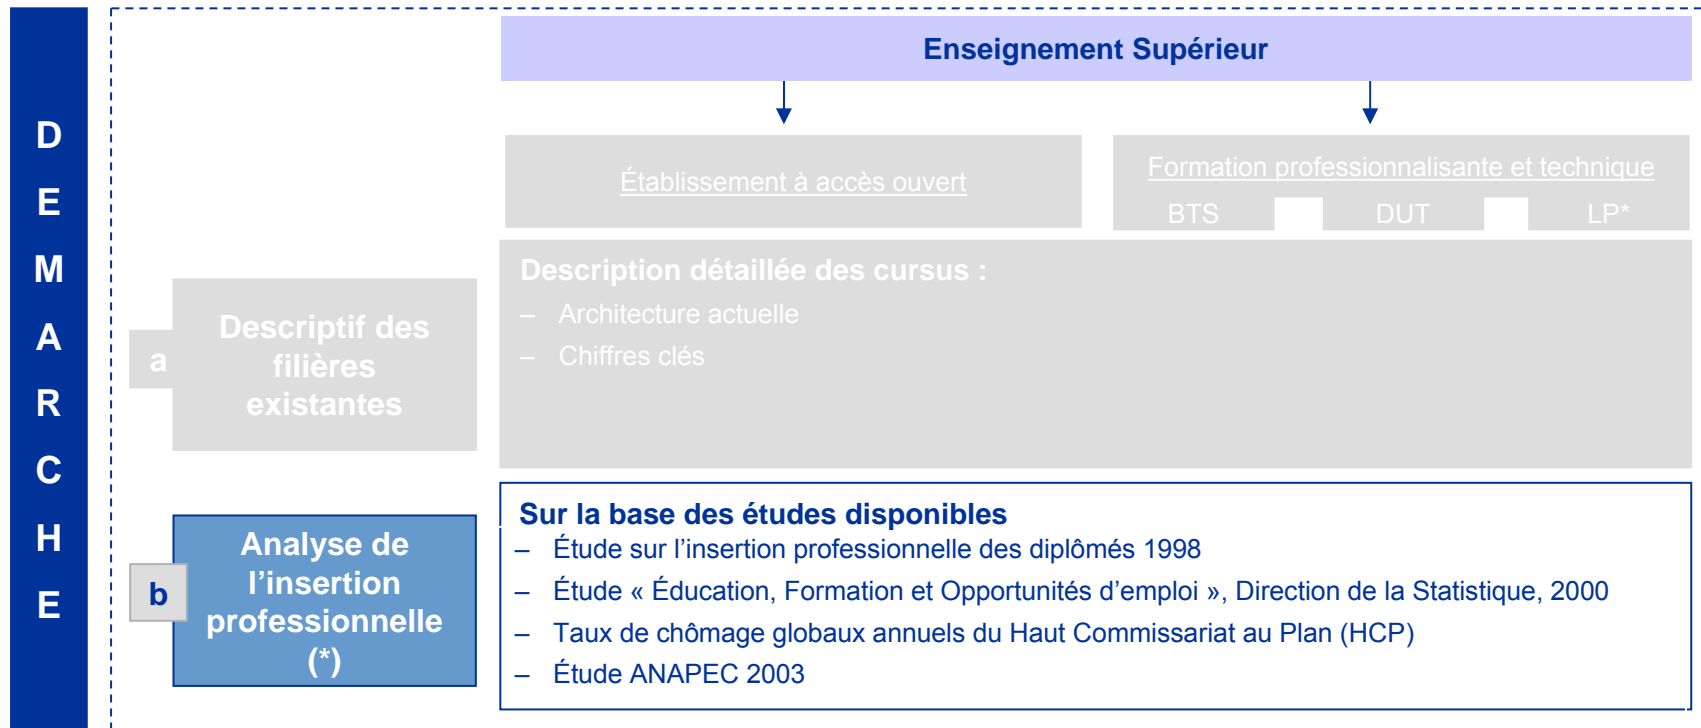 DEMARCHE
Enseignement Supérieur
Établissement à accès ouvert
Formation professionnalisante et technique
BTS DUT LP*
a
Descriptif des
filières
existantes
Description détaillée des cursus :
– Architecture actuelle
– Chiffres clés
b
Analyse de
l’insertion
professionnelle
(*)
Sur la base des études disponibles
– Étude sur l’insertion professionnelle des diplômés 1998
– Étude « Éducation, Formation et Opportunités d’emploi », Direction de la Statistique, 2000
– Taux de chômage globaux annuels du Haut Commissariat au Plan (HCP)
– Étude ANAPEC 2003